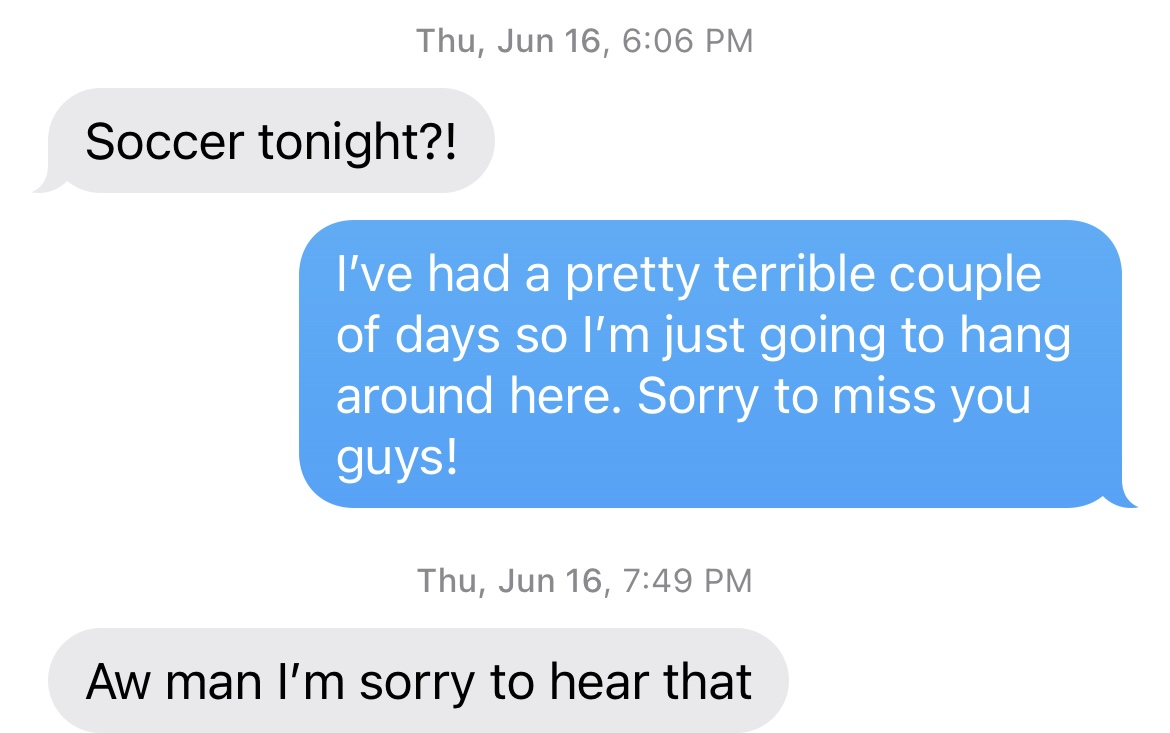 Thu, Jun 16, 6:06 PM
Soccer tonight?!
I’ve had a pretty terrible couple
of days so I’m just going to hang
around here. Sorry to miss you
guys!
Thu, Jun 16, 7:49 PM
Aw man I’m sorry to hear that